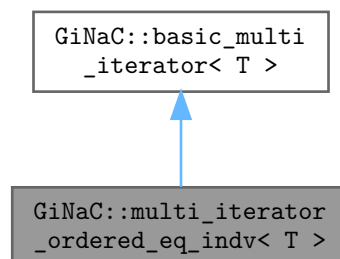 GiNaC::basic_multi
_iterator< T >
GiNaC::multi_iterator
_ordered_eq_indv< T >